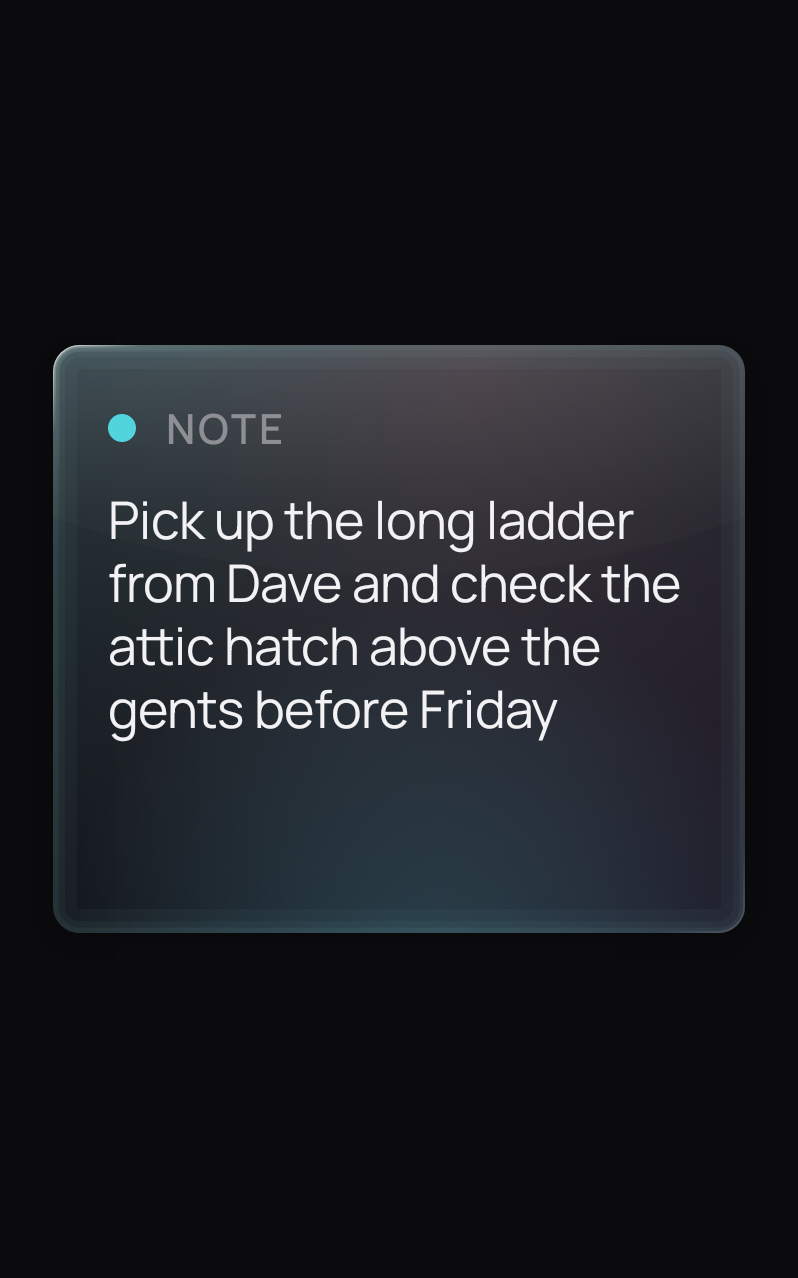 NOTE
Pick up the long ladder
from Dave and check the
attic hatch above the
gents before Friday